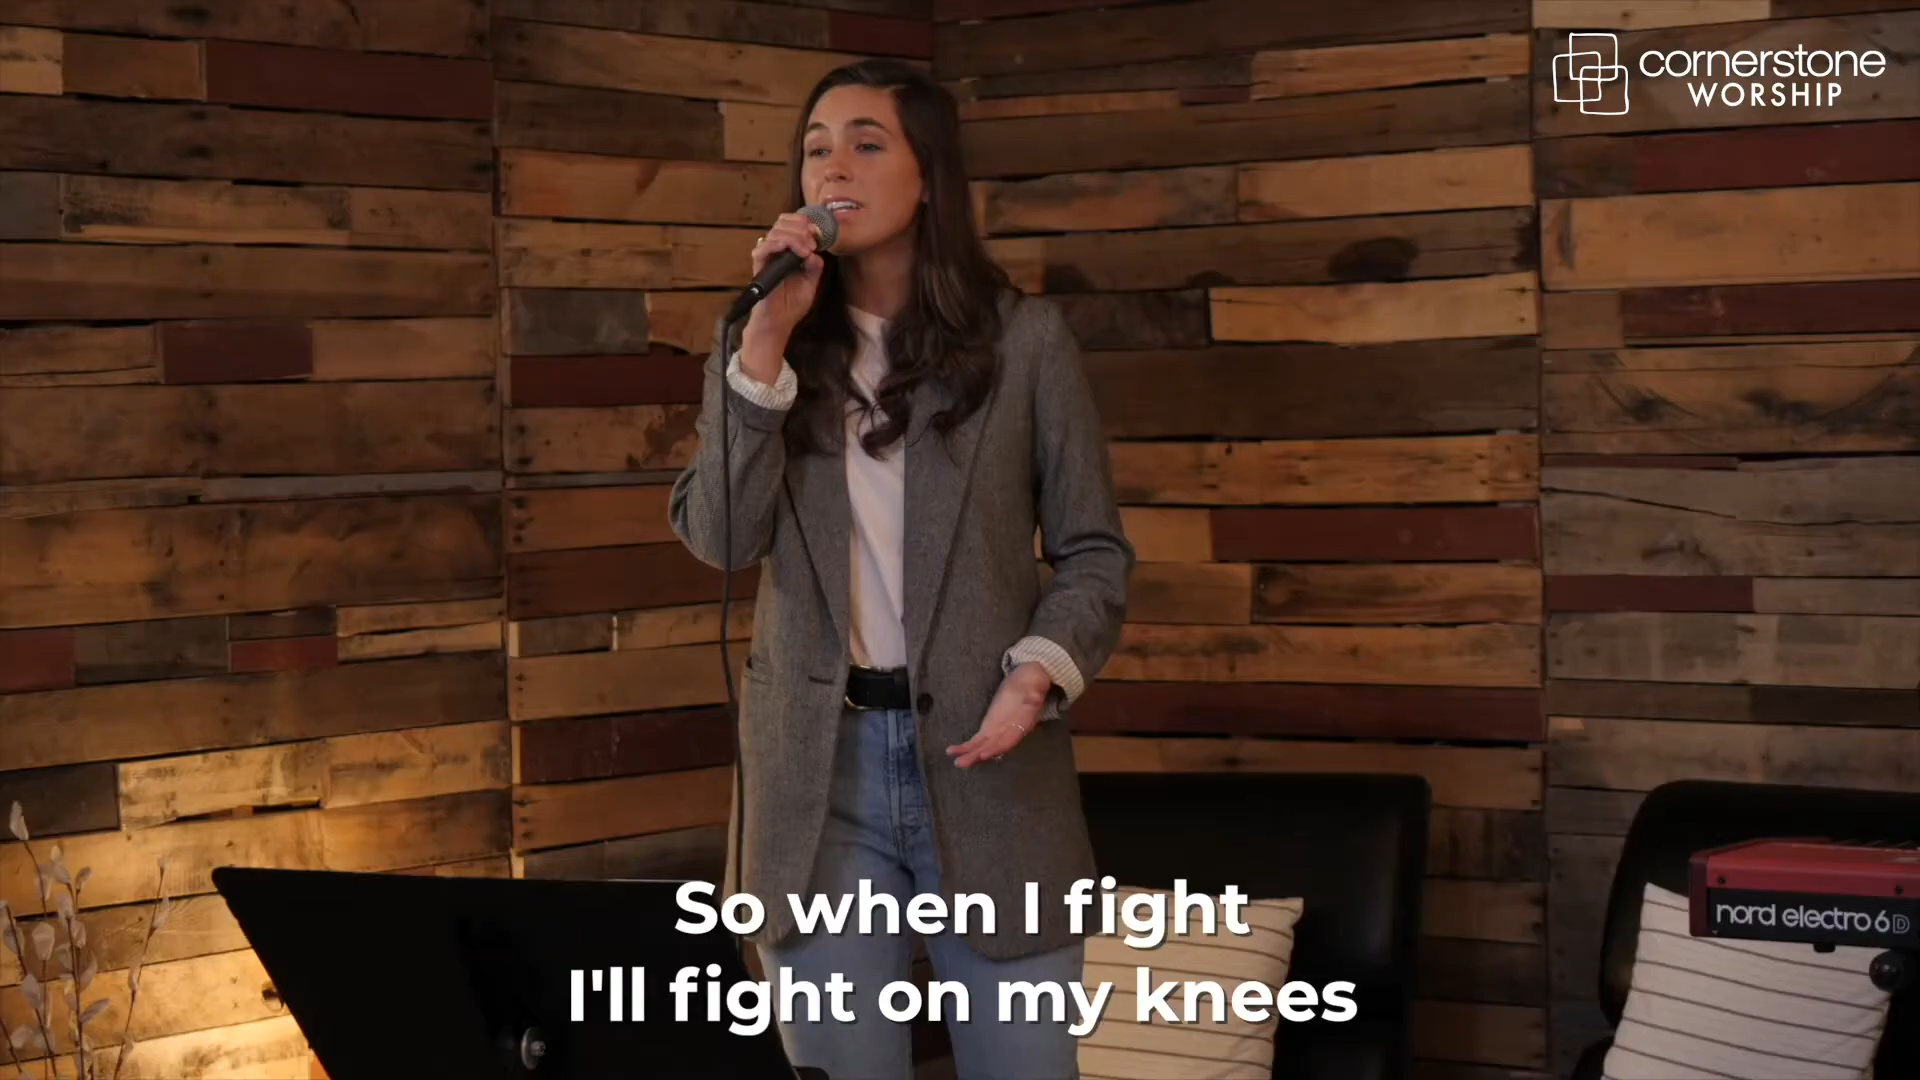 cornerstone
WORSHIP
nord electro 6D
So when I fight
I'll fight on my knees